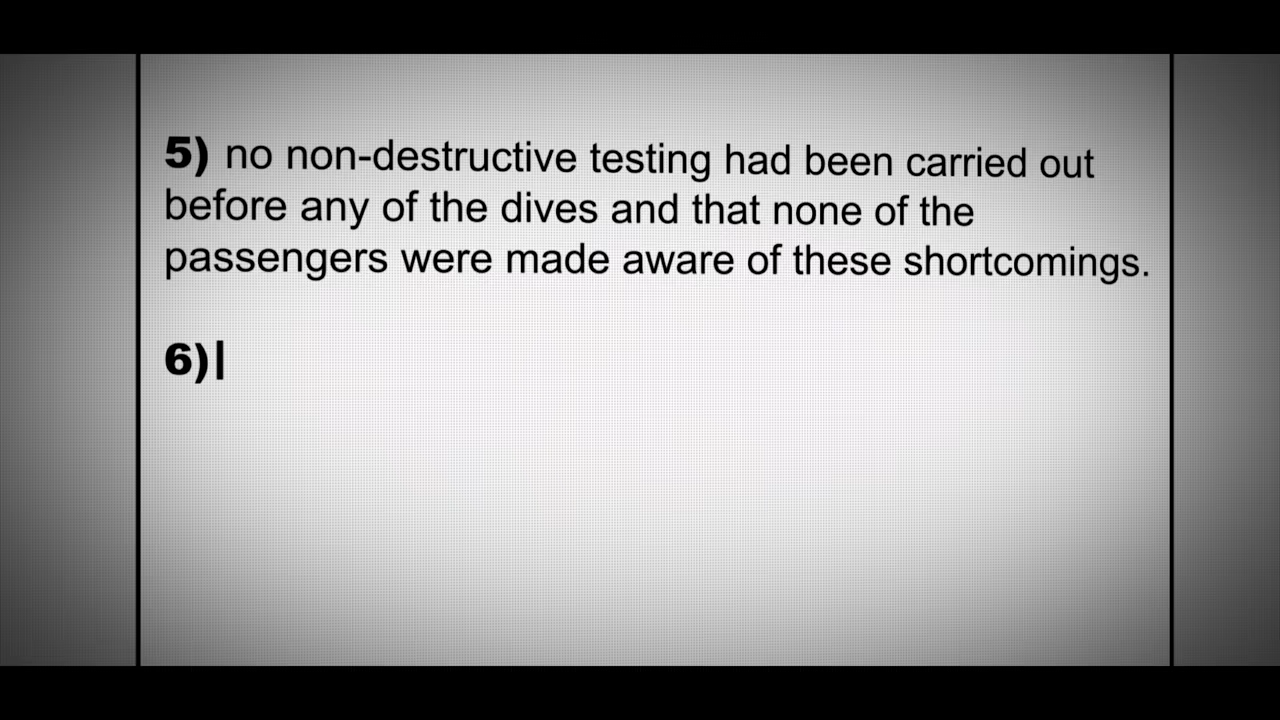 5) no non-destructive testing had been carried out
before any of the dives and that none of the
passengers were made aware of these shortcomings.
6)